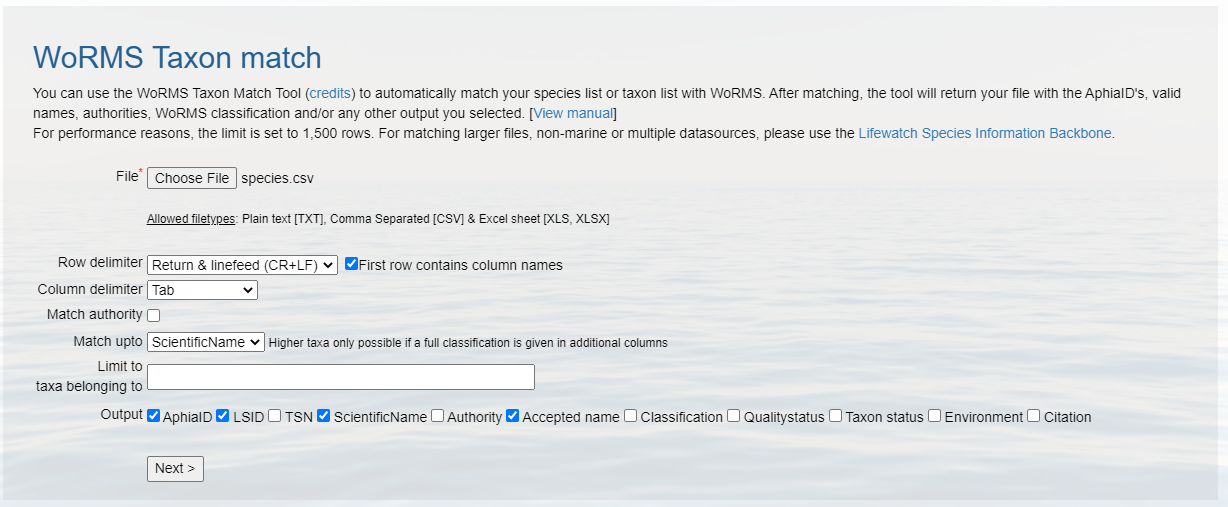 WoRMS Taxon match
You can use the WoRMS Taxon Match Tool (credits) to automatically match your species list or taxon list with WoRMS. After matching, the tool will return your file with the AphiaID's, valid
names, authorities, WoRMS classification and/or any other output you selected. [View manual]
For performance reasons, the limit is set to 1,500 rows. For matching larger files, non-marine or multiple datasources, please use the Lifewatch Species Information Backbone.
File* Choose File species.csv
Allowed filetypes: Plain text [TXT], Comma Separated [CSV] & Excel sheet [XLS, XLSX]
Row delimiter Return & linefeed (CR+LF) First row contains column names
Column delimiter Tab
Match authority
Match upto ScientificName Higher taxa only possible if a full classification is given in additional columns
Limit to
taxa belonging to
Output AphiaID LSID TSN ScientificName Authority Accepted name Classification Qualitystatus Taxon status Environment Citation
Next >